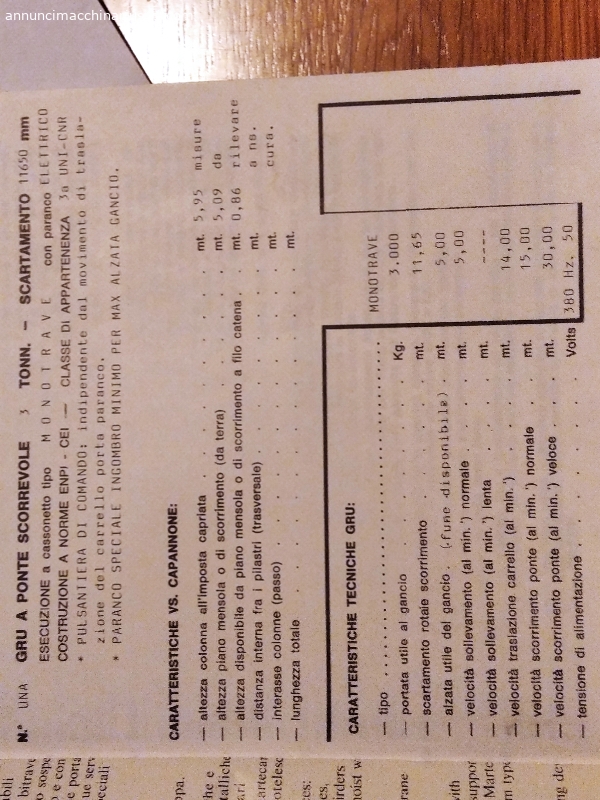 annuncimacchina
N.° UNA GRU A PONTE SCORREVOLE 3 TONN. — SCARTAMENTO 11650 mm
ESECUZIONE a cassonetto tipo M O N O T R A V E con paranco ELETTRICO
COSTRUZIONE A NORME ENPI - CEI — CLASSE DI APPARTENENZA 3a UNI-CNR
* PULSANTIERA DI COMANDO: indipendente dal movimento di trasla-
zione del carrello porta paranco.
* PARANCO SPECIALE INGOMBRO MINIMO PER MAX ALZATA GANCIO.
CARATTERISTICHE VS. CAPANNONE:
— altezza colonna all'imposta capriata . . . . . . . mt. 5,95 misure
— altezza piano mensola o di scorrimento (da terra) . . . . mt. 5,09 da
— altezza disponibile da piano mensola o di scorrimento a filo catena . . mt. 0,86 rilevare
— distanza interna fra i pilastri (trasversale) . . . . . mt. a ns.
— interasse colonne (passo) . . . . . . . . mt. cura.
— lunghezza totale . . . . . . . . . mt.
CARATTERISTICHE TECNICHE GRU:
— tipo . . . . . . . . . . MONOTRAVE
— portata utile al gancio . . . . . . . Kg. 3.000
— scartamento rotaie scorrimento . . . . . . mt. 11,65
— alzata utile del gancio . (.fune disponibile) . mt. 5,00
— velocità sollevamento (al min.') normale . . . . mt. 5,00
— velocità sollevamento (al min.') lenta . . . . mt. ----
— velocità traslazione carrello (al min.') . . . . mt. 14,00
— velocità scorrimento ponte (al min.') normale . . . mt. 15,00
— velocità scorrimento ponte (al min.') veloce . . . mt. 30,00
— tensione di alimentazione . . . . . . . Volts 380 Hz. 50